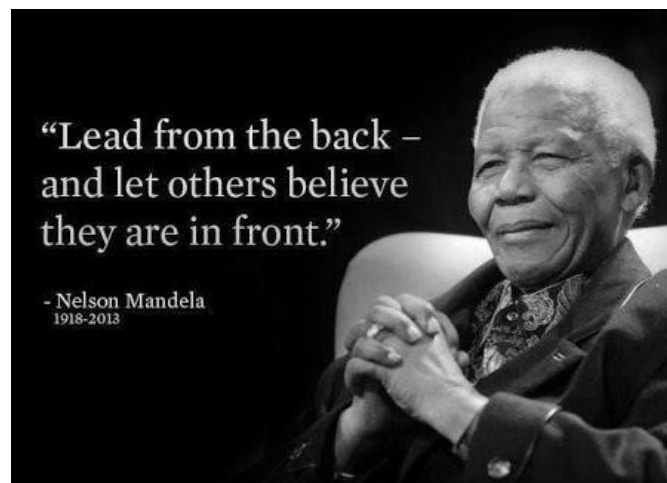 “Lead from the back –
and let others believe
they are in front.”
- Nelson Mandela
1918-2013